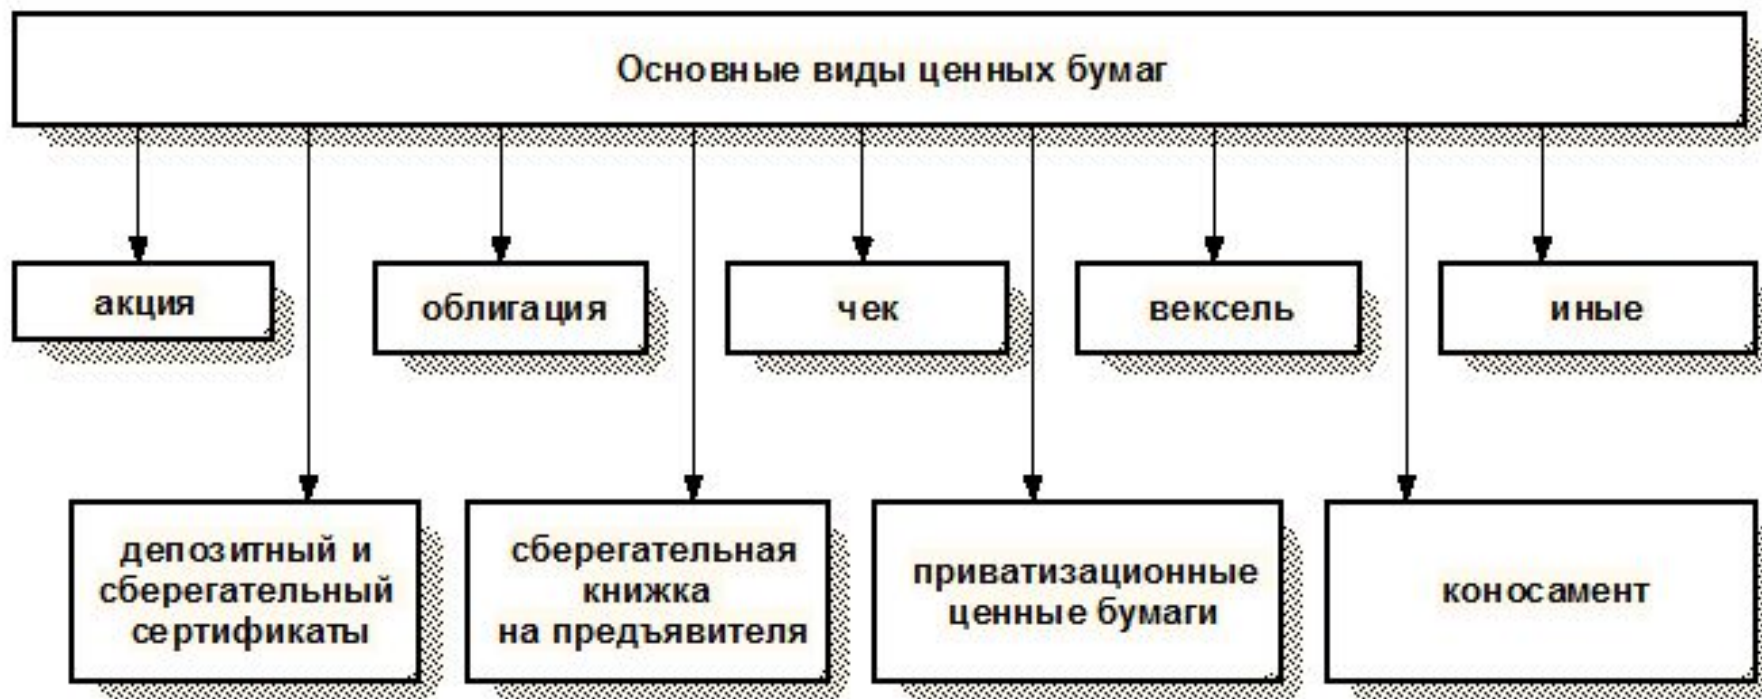 Основные виды ценных бумаг
акция
облигация
чек
вексель
иные
депозитный и
сберегательный
сертификаты
сберегательная
книжка
на предъявителя
приватизационные
ценные бумаги
коносамент